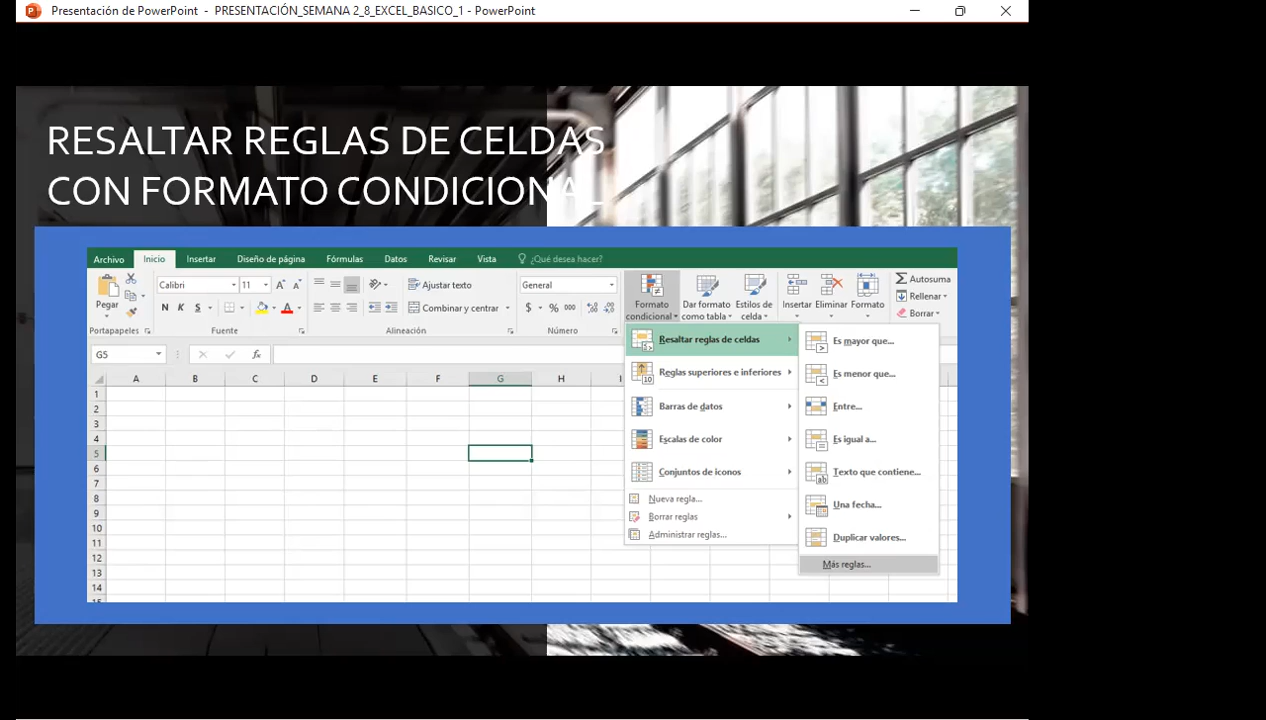 Presentación de PowerPoint - PRESENTACIÓN_SEMANA 2_8_EXCEL_BASICO_1 - PowerPoint
RESALTAR REGLAS DE CELDAS
CON FORMATO CONDICIONAL
Archivo Inicio Insertar Diseño de página Fórmulas Datos Revisar Vista ¿Qué desea hacer?
Pegar
Portapapeles
Calibri 11
N K S
Fuente
Ajustar texto
Combinar y centrar
Alineación
General
$ % 000
Número
Formato condicional
Dar formato como tabla
Estilos de celda
Insertar Eliminar Formato
Autosuma
Rellenar
Borrar
G5 fx
A B C D E F G H I
1
2
3
4
5
6
7
8
9
10
11
12
13
14
15
Resaltar reglas de celdas
Reglas superiores e inferiores
Barras de datos
Escalas de color
Conjuntos de iconos
Nueva regla...
Borrar reglas
Administrar reglas...
Es mayor que...
Es menor que...
Entre...
Es igual a...
Texto que contiene...
Una fecha...
Duplicar valores...
Más reglas...